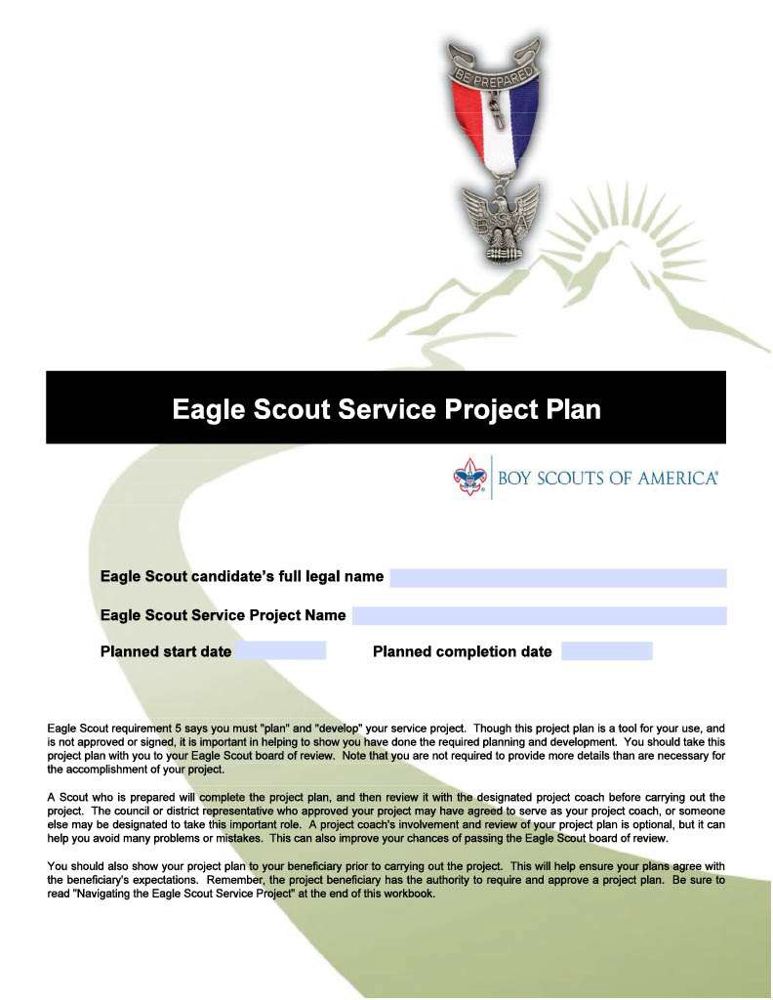 BE PREPARED
BSA
Eagle Scout Service Project Plan
BOY SCOUTS OF AMERICA®
Eagle Scout candidate's full legal name
Eagle Scout Service Project Name
Planned start date Planned completion date
Eagle Scout requirement 5 says you must "plan" and "develop" your service project. Though this project plan is a tool for your use, and
is not approved or signed, it is important in helping to show you have done the required planning and development. You should take this
project plan with you to your Eagle Scout board of review. Note that you are not required to provide more details than are necessary for
the accomplishment of your project.
A Scout who is prepared will complete the project plan, and then review it with the designated project coach before carrying out the
project. The council or district representative who approved your project may have agreed to serve as your project coach, or someone
else may be designated to take this important role. A project coach's involvement and review of your project plan is optional, but it can
help you avoid many problems or mistakes. This can also improve your chances of passing the Eagle Scout board of review.
You should also show your project plan to your beneficiary prior to carrying out the project. This will help ensure your plans agree with
the beneficiary's expectations. Remember, the project beneficiary has the authority to require and approve a project plan. Be sure to
read "Navigating the Eagle Scout Service Project" at the end of this workbook.